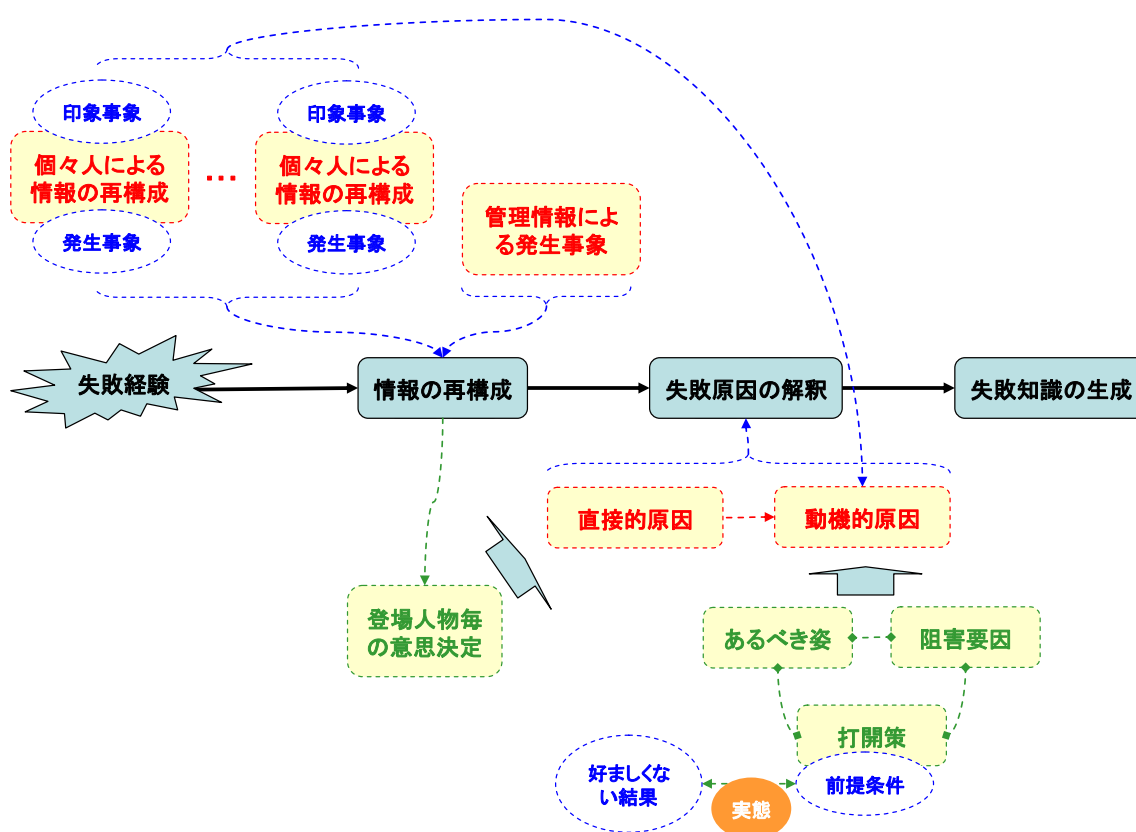 印象事象
印象事象
個々人による
情報の再構成
…
個々人による
情報の再構成
管理情報によ
る発生事象
発生事象
発生事象
失敗経験
情報の再構成
失敗原因の解釈
失敗知識の生成
直接的原因
動機的原因
登場人物毎
の意思決定
あるべき姿
阻害要因
打開策
好ましくな
い結果
前提条件
実態